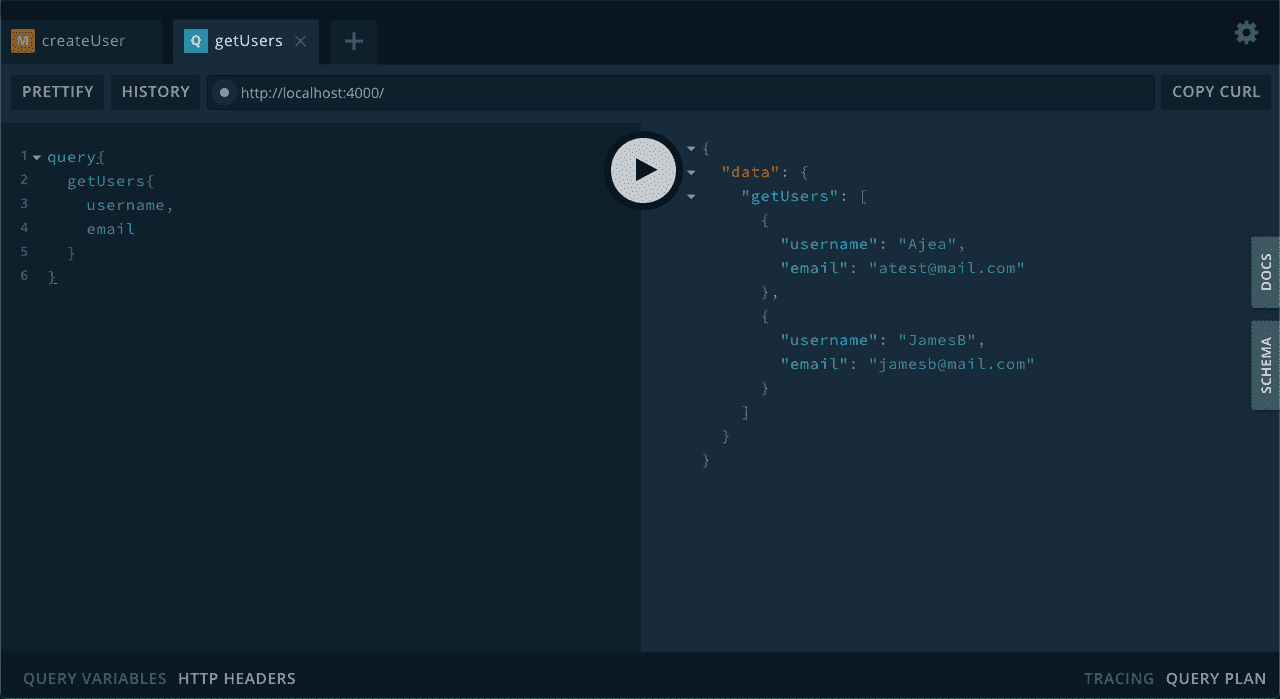 M createUser
Q getUsers
PRETTIFY
HISTORY
http://localhost:4000/
COPY CURL
1 query{
2 getUsers{
3 username,
4 email
5 }
6 }
{
"data": {
"getUsers": [
{
"username": "Ajea",
"email": "atest@mail.com"
},
{
"username": "JamesB",
"email": "jamesb@mail.com"
}
]
}
}
DOCS
SCHEMA
QUERY VARIABLES
HTTP HEADERS
TRACING
QUERY PLAN